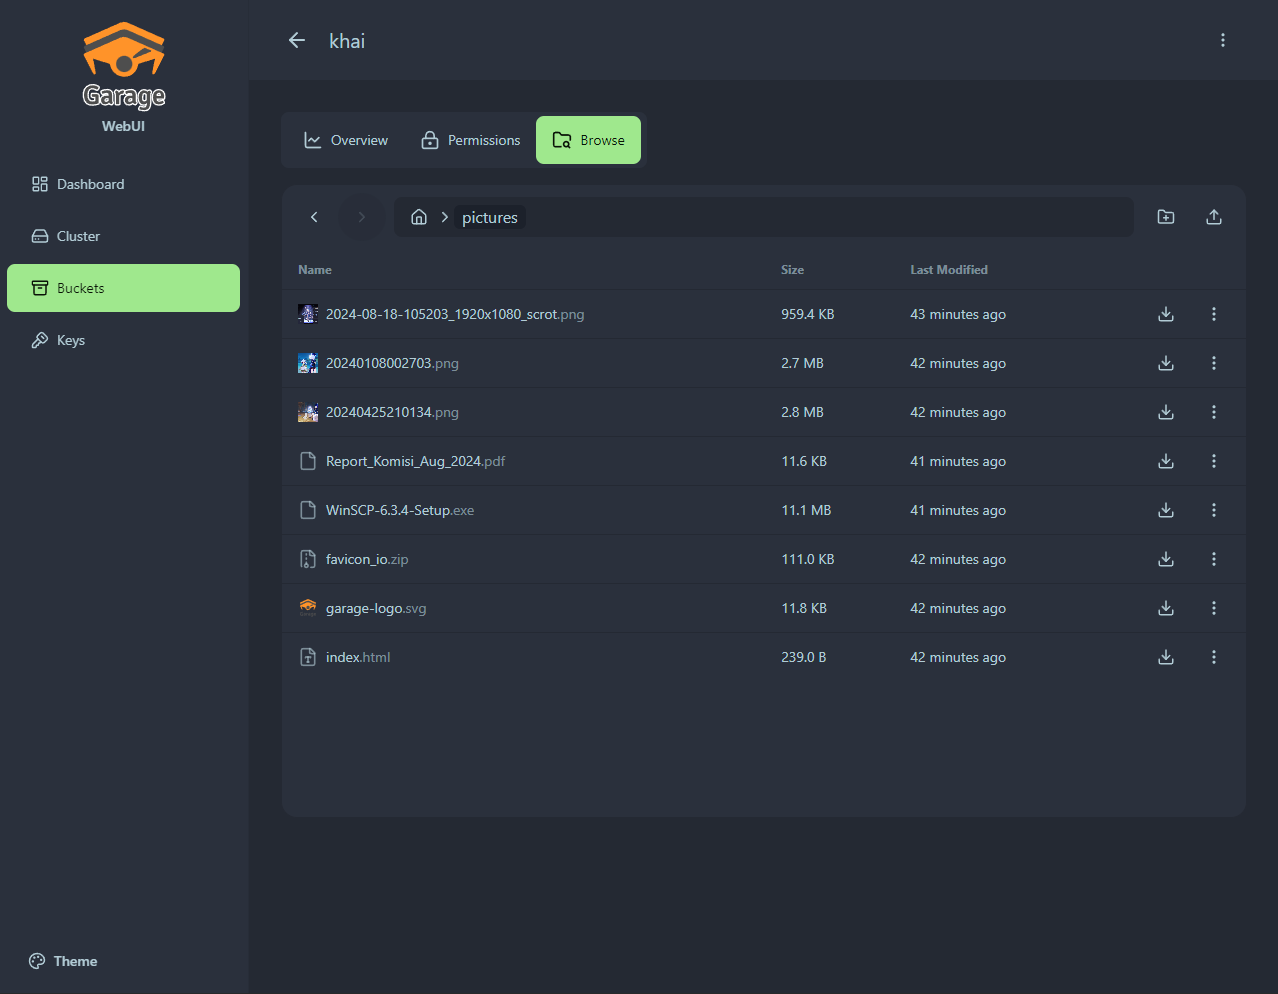 Garage
WebUI
Dashboard
Cluster
Buckets
Keys
Theme
khai
Overview
Permissions
Browse
pictures
Name Size Last Modified
2024-08-18-105203_1920x1080_scrot.png 959.4 KB 43 minutes ago
20240108002703.png 2.7 MB 42 minutes ago
20240425210134.png 2.8 MB 42 minutes ago
Report_Komisi_Aug_2024.pdf 11.6 KB 41 minutes ago
WinSCP-6.3.4-Setup.exe 11.1 MB 41 minutes ago
favicon_io.zip 111.0 KB 42 minutes ago
garage-logo.svg 11.8 KB 42 minutes ago
index.html 239.0 B 42 minutes ago